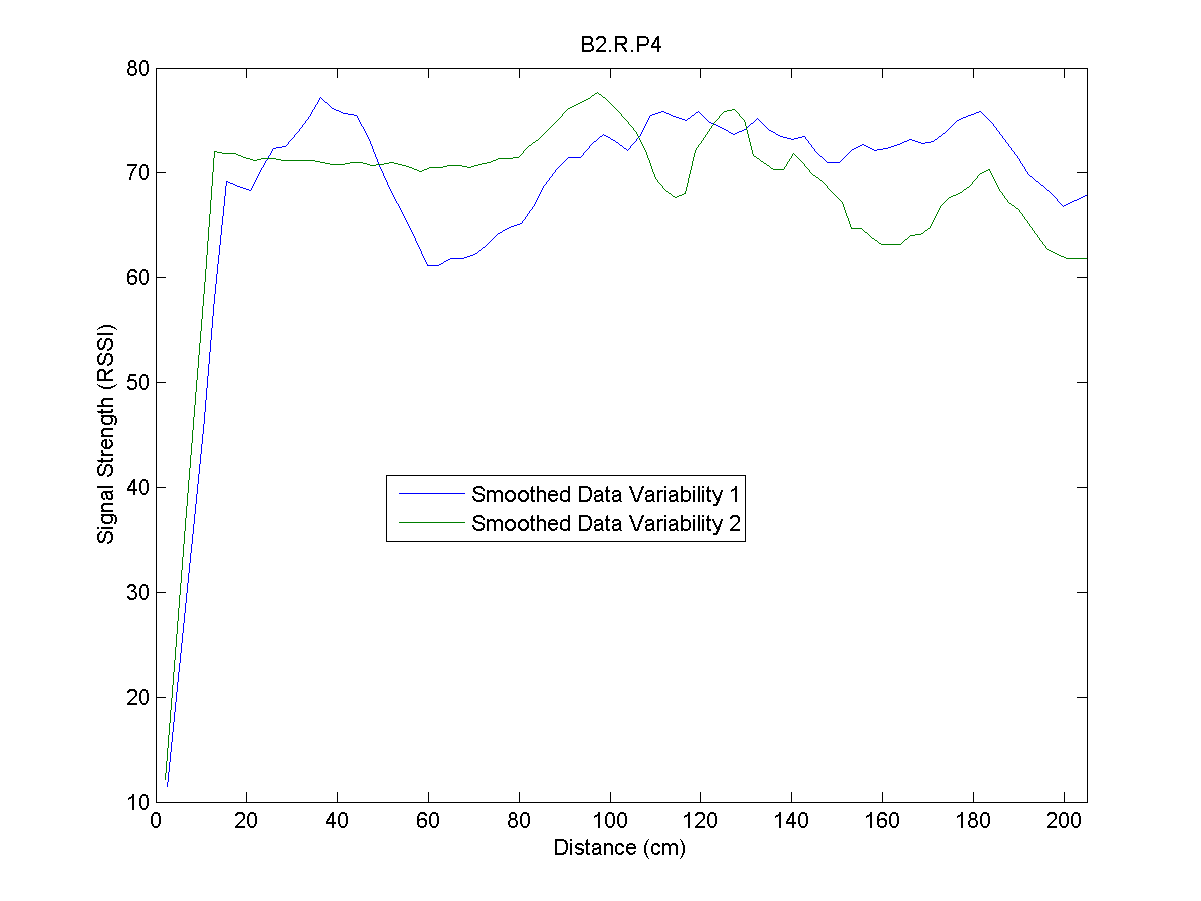 B2.R.P4
80
70
60
50
40
30
20
10
Signal Strength (RSSI)
Smoothed Data Variability 1
Smoothed Data Variability 2
0 20 40 60 80 100 120 140 160 180 200
Distance (cm)